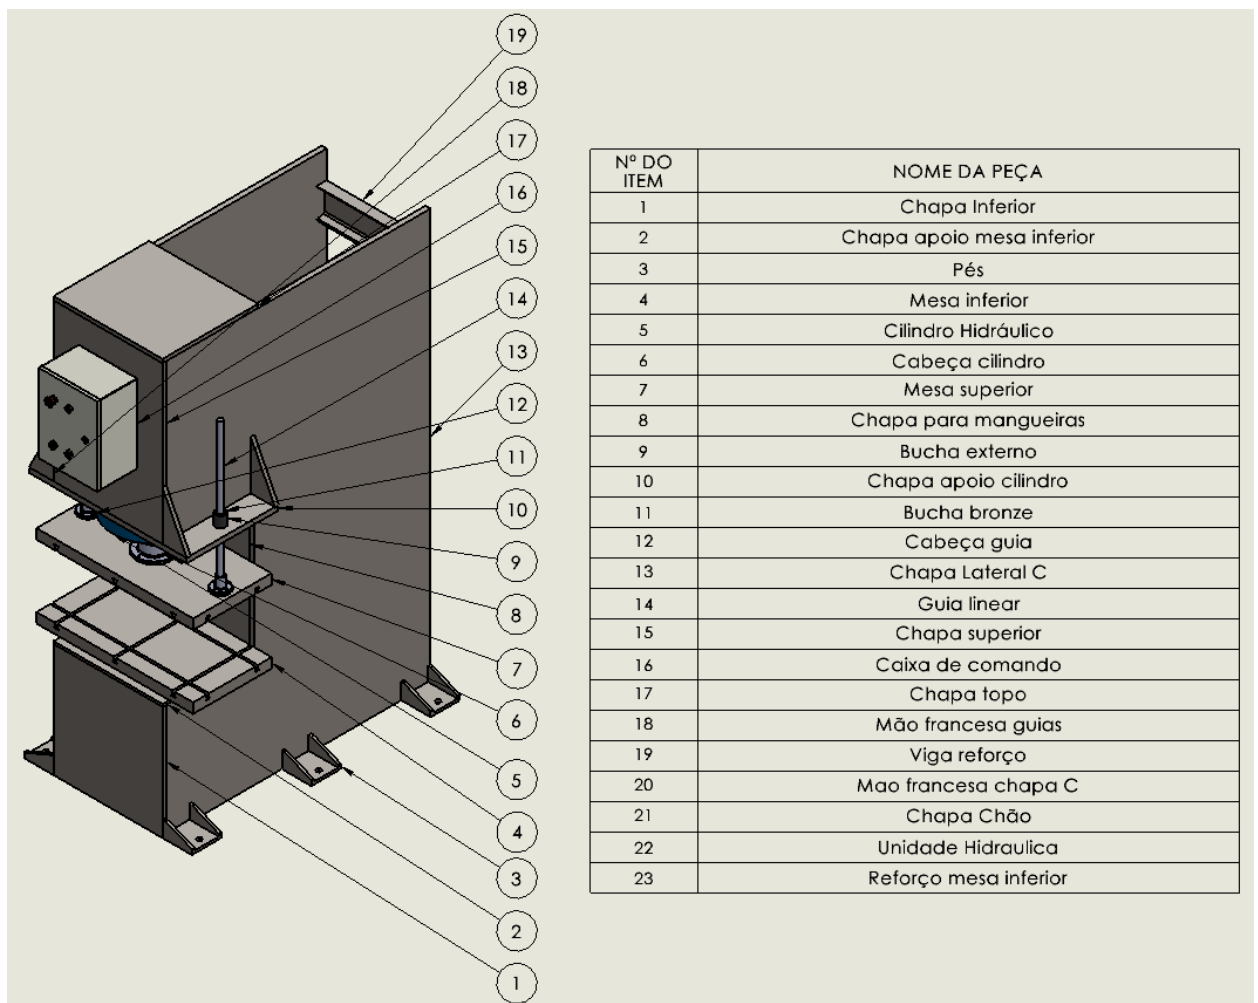 19
18
17
16
15
14
13
12
11
10
9
8
7
6
5
4
3
2
1
Nº DO ITEM NOME DA PEÇA
1 Chapa Inferior
2 Chapa apoio mesa inferior
3 Pés
4 Mesa inferior
5 Cilindro Hidráulico
6 Cabeça cilindro
7 Mesa superior
8 Chapa para mangueiras
9 Bucha externo
10 Chapa apoio cilindro
11 Bucha bronze
12 Cabeça guia
13 Chapa Lateral C
14 Guia linear
15 Chapa superior
16 Caixa de comando
17 Chapa topo
18 Mão francesa guias
19 Viga reforço
20 Mao francesa chapa C
21 Chapa Chão
22 Unidade Hidraulica
23 Reforço mesa inferior